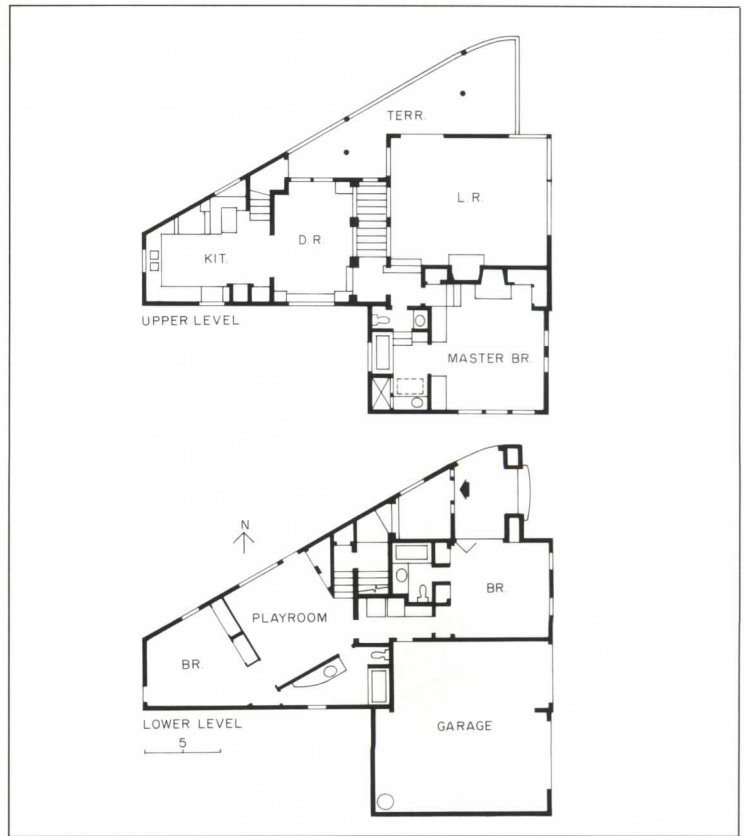 TERR.
L.R.
D.R.
KIT.
UPPER LEVEL
MASTER BR.
N
BR.
PLAYROOM
BR.
LOWER LEVEL
GARAGE
5